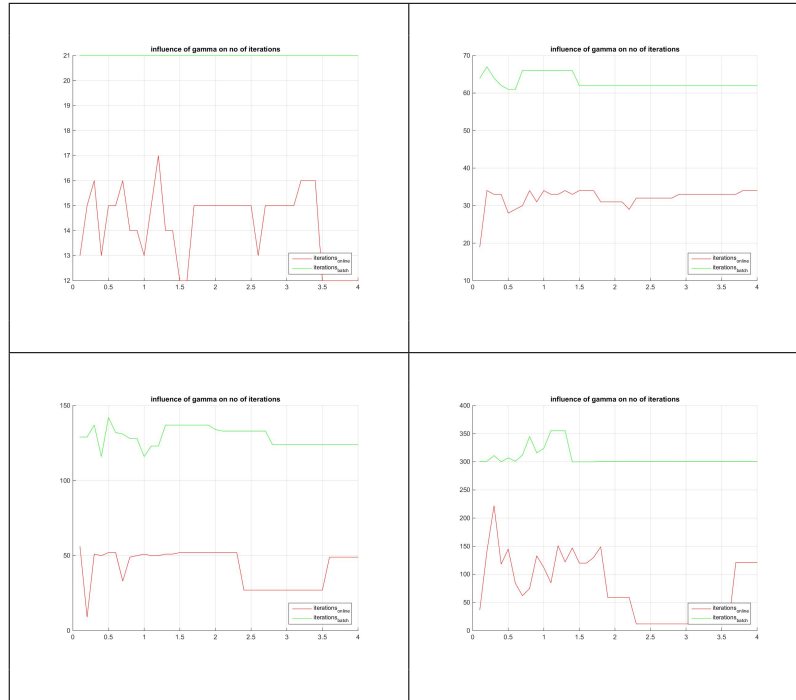 influence of gamma on no of iterations
21
20
19
18
17
16
15
14
13
12
0 0.5 1 1.5 2 2.5 3 3.5 4
iterations_online
iterations_batch
influence of gamma on no of iterations
70
60
50
40
30
20
10
0 0.5 1 1.5 2 2.5 3 3.5 4
iterations_online
iterations_batch
influence of gamma on no of iterations
150
100
50
0
0 0.5 1 1.5 2 2.5 3 3.5 4
iterations_online
iterations_batch
influence of gamma on no of iterations
400
350
300
250
200
150
100
50
0
0 0.5 1 1.5 2 2.5 3 3.5 4
iterations_online
iterations_batch